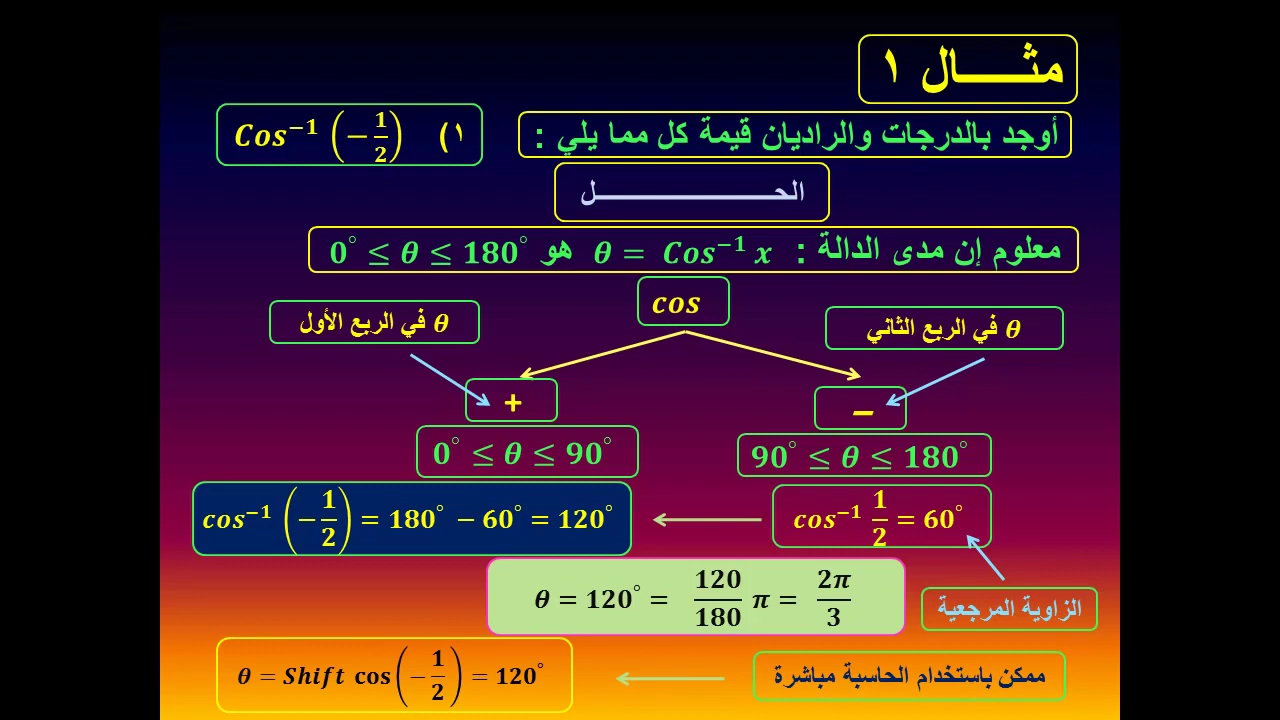 مثـــــال ١
أوجد بالدرجات والراديان قيمة كل مما يلي : ١) Cos⁻¹ (−1/2)
الحـــــــــــــــــــــــل
معلوم إن مدى الدالة : θ = Cos⁻¹ x هو 0° ≤ θ ≤ 180°
cos
θ في الربع الثاني
θ في الربع الأول
−
+
90° ≤ θ ≤ 180°
0° ≤ θ ≤ 90°
cos⁻¹ 1/2 = 60°
cos⁻¹ (−1/2) = 180° − 60° = 120°
الزاوية المرجعية
θ = 120° = 120/180 π = 2π/3
ممكن باستخدام الحاسبة مباشرة
θ = Shift cos(−1/2) = 120°